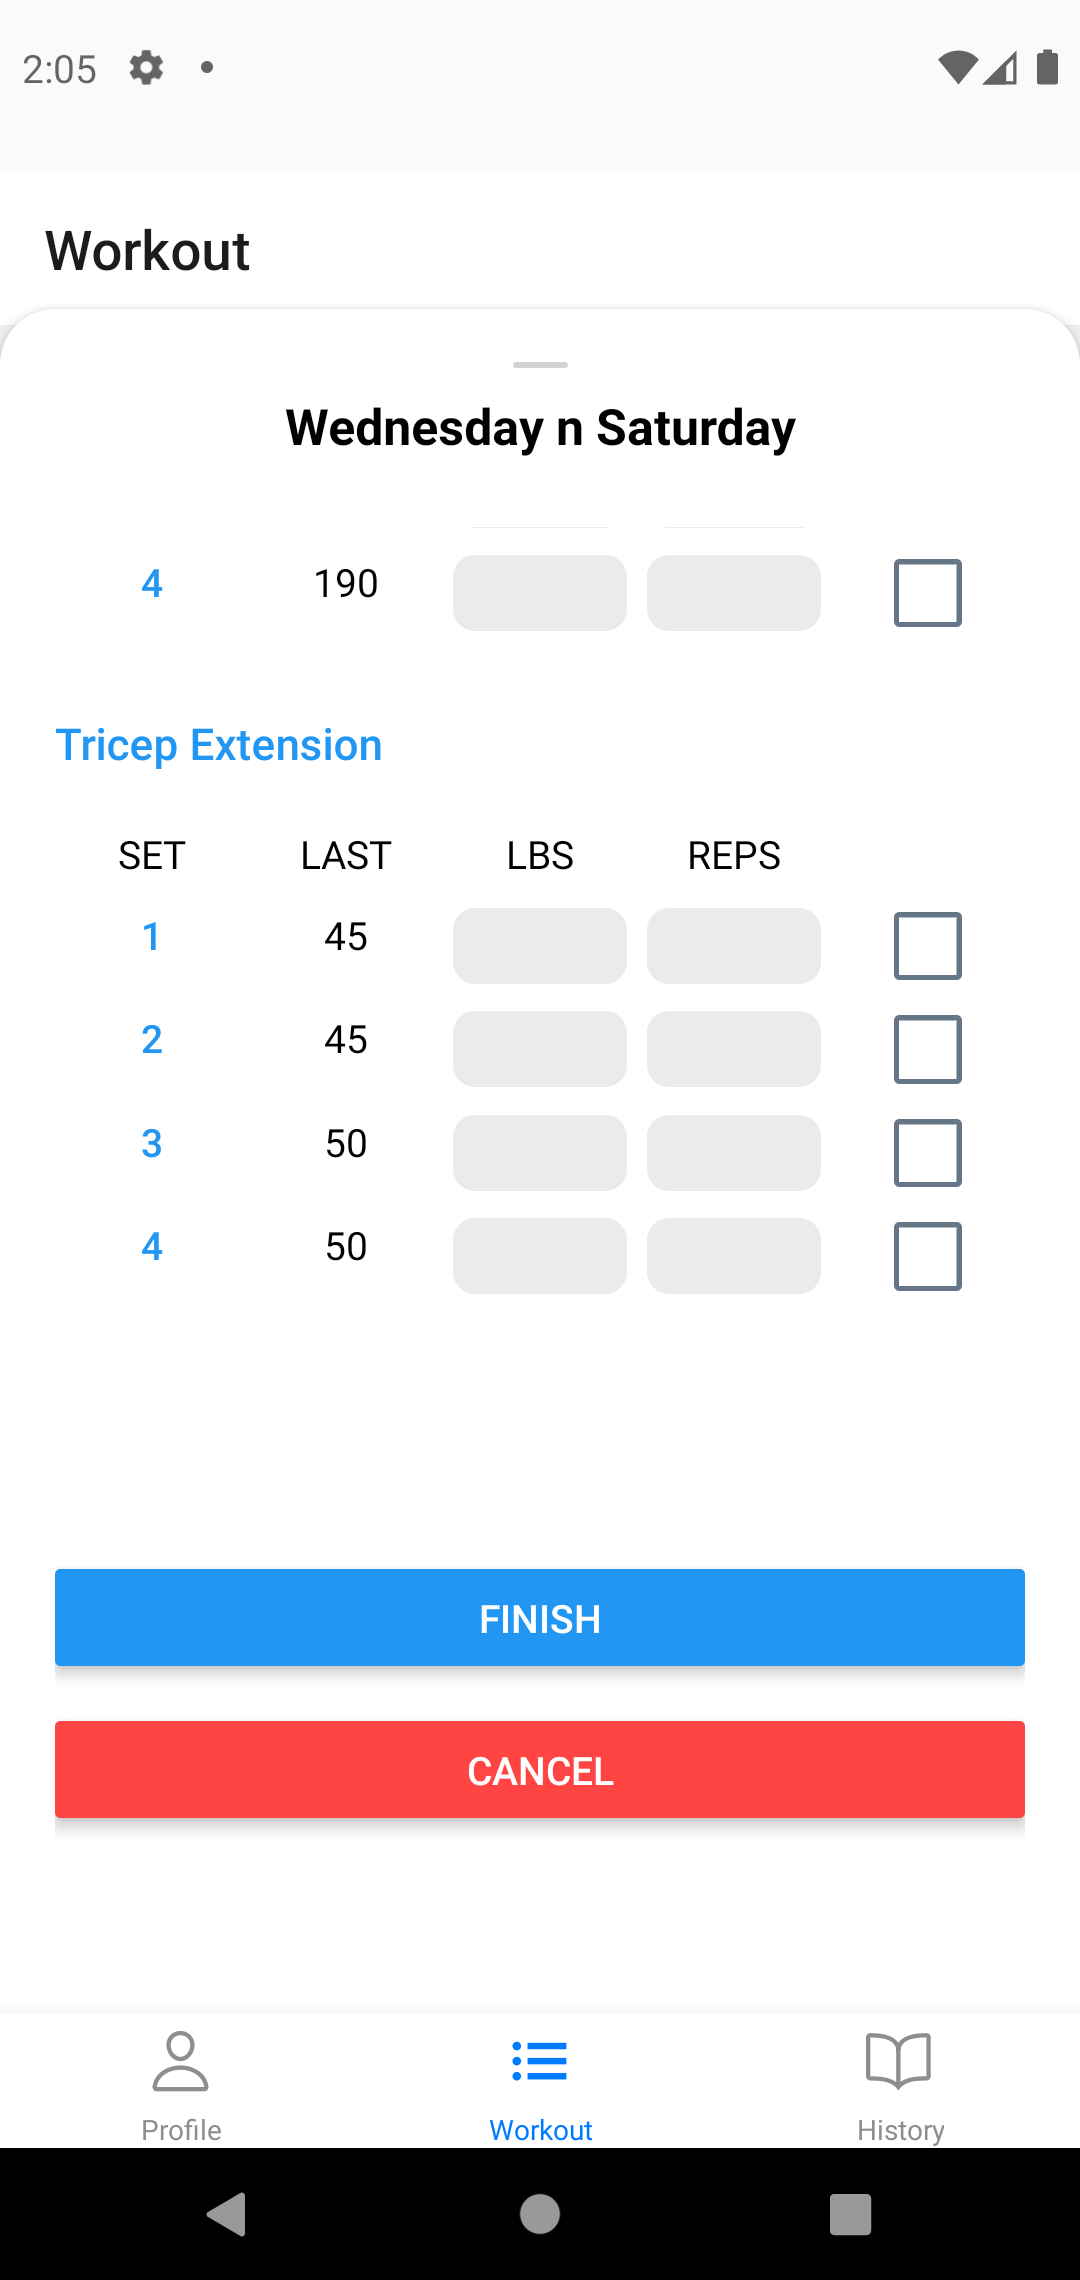 2:05
Workout
Wednesday n Saturday
4 190
Tricep Extension
SET LAST LBS REPS
1 45
2 45
3 50
4 50
FINISH
CANCEL
Profile Workout History